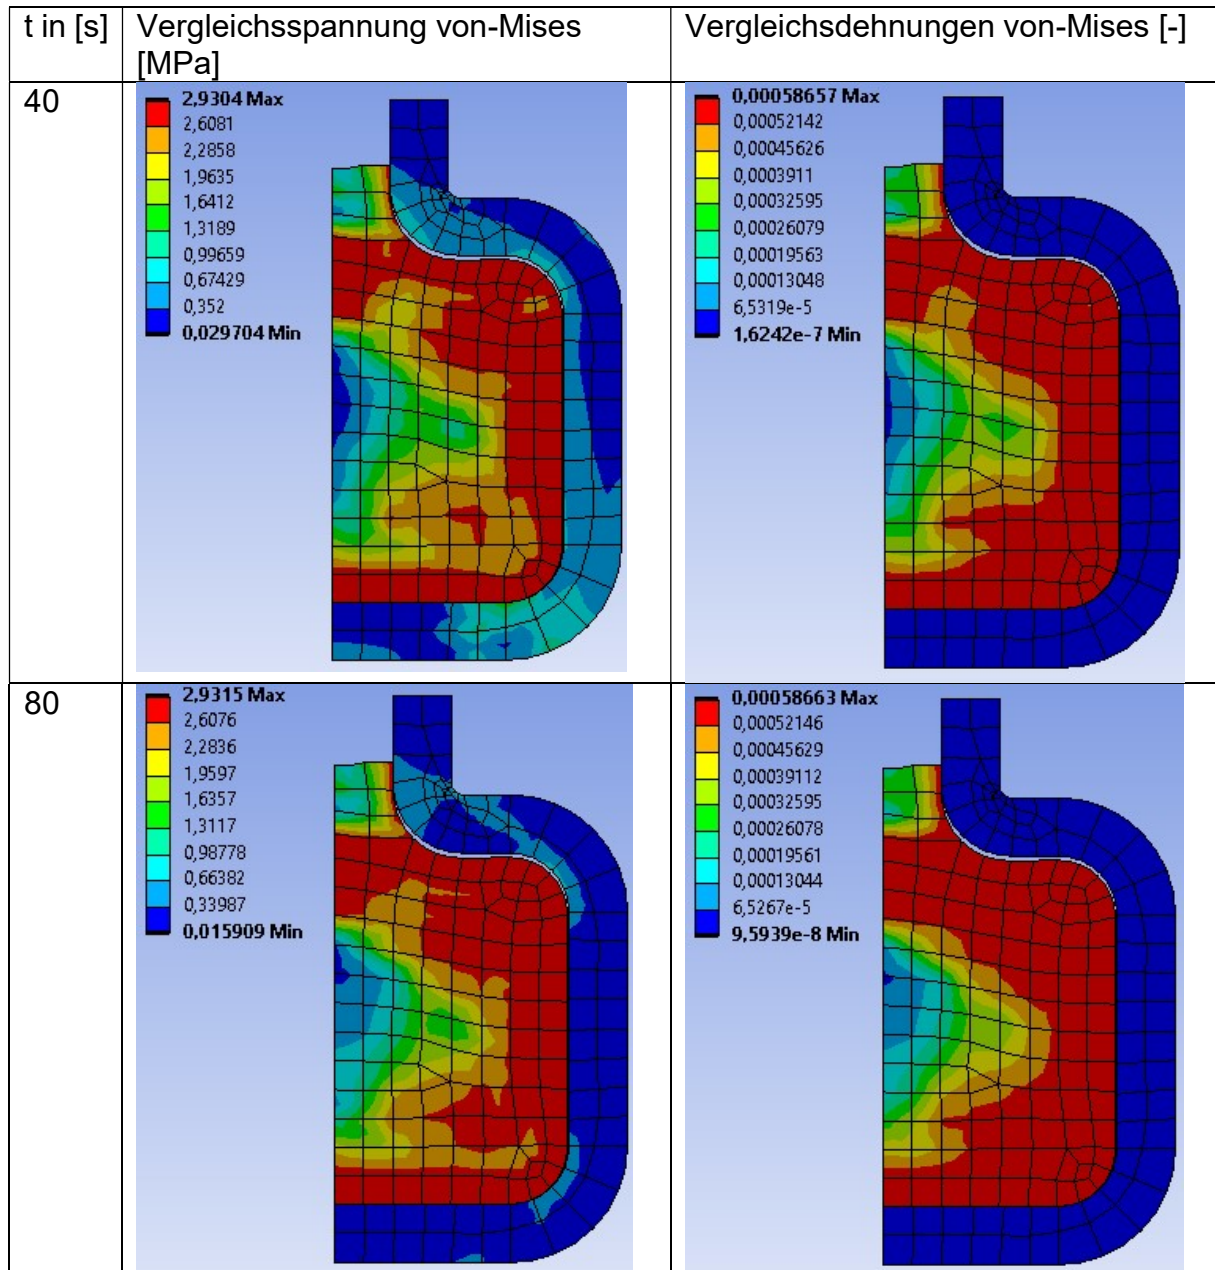 t in [s]
Vergleichsspannung von-Mises
[MPa]
Vergleichsdehnungen von-Mises [-]
40
2,9304 Max
2,6081
2,2858
1,9635
1,6412
1,3189
0,99659
0,67429
0,352
0,029704 Min
0,00058657 Max
0,00052142
0,00045626
0,0003911
0,00032595
0,00026079
0,00019563
0,00013048
6,5319e-5
1,6242e-7 Min
80
2,9315 Max
2,6076
2,2836
1,9597
1,6357
1,3117
0,98778
0,66382
0,33987
0,015909 Min
0,00058663 Max
0,00052146
0,00045629
0,00039112
0,00032595
0,00026078
0,00019561
0,00013044
6,5267e-5
9,5939e-8 Min